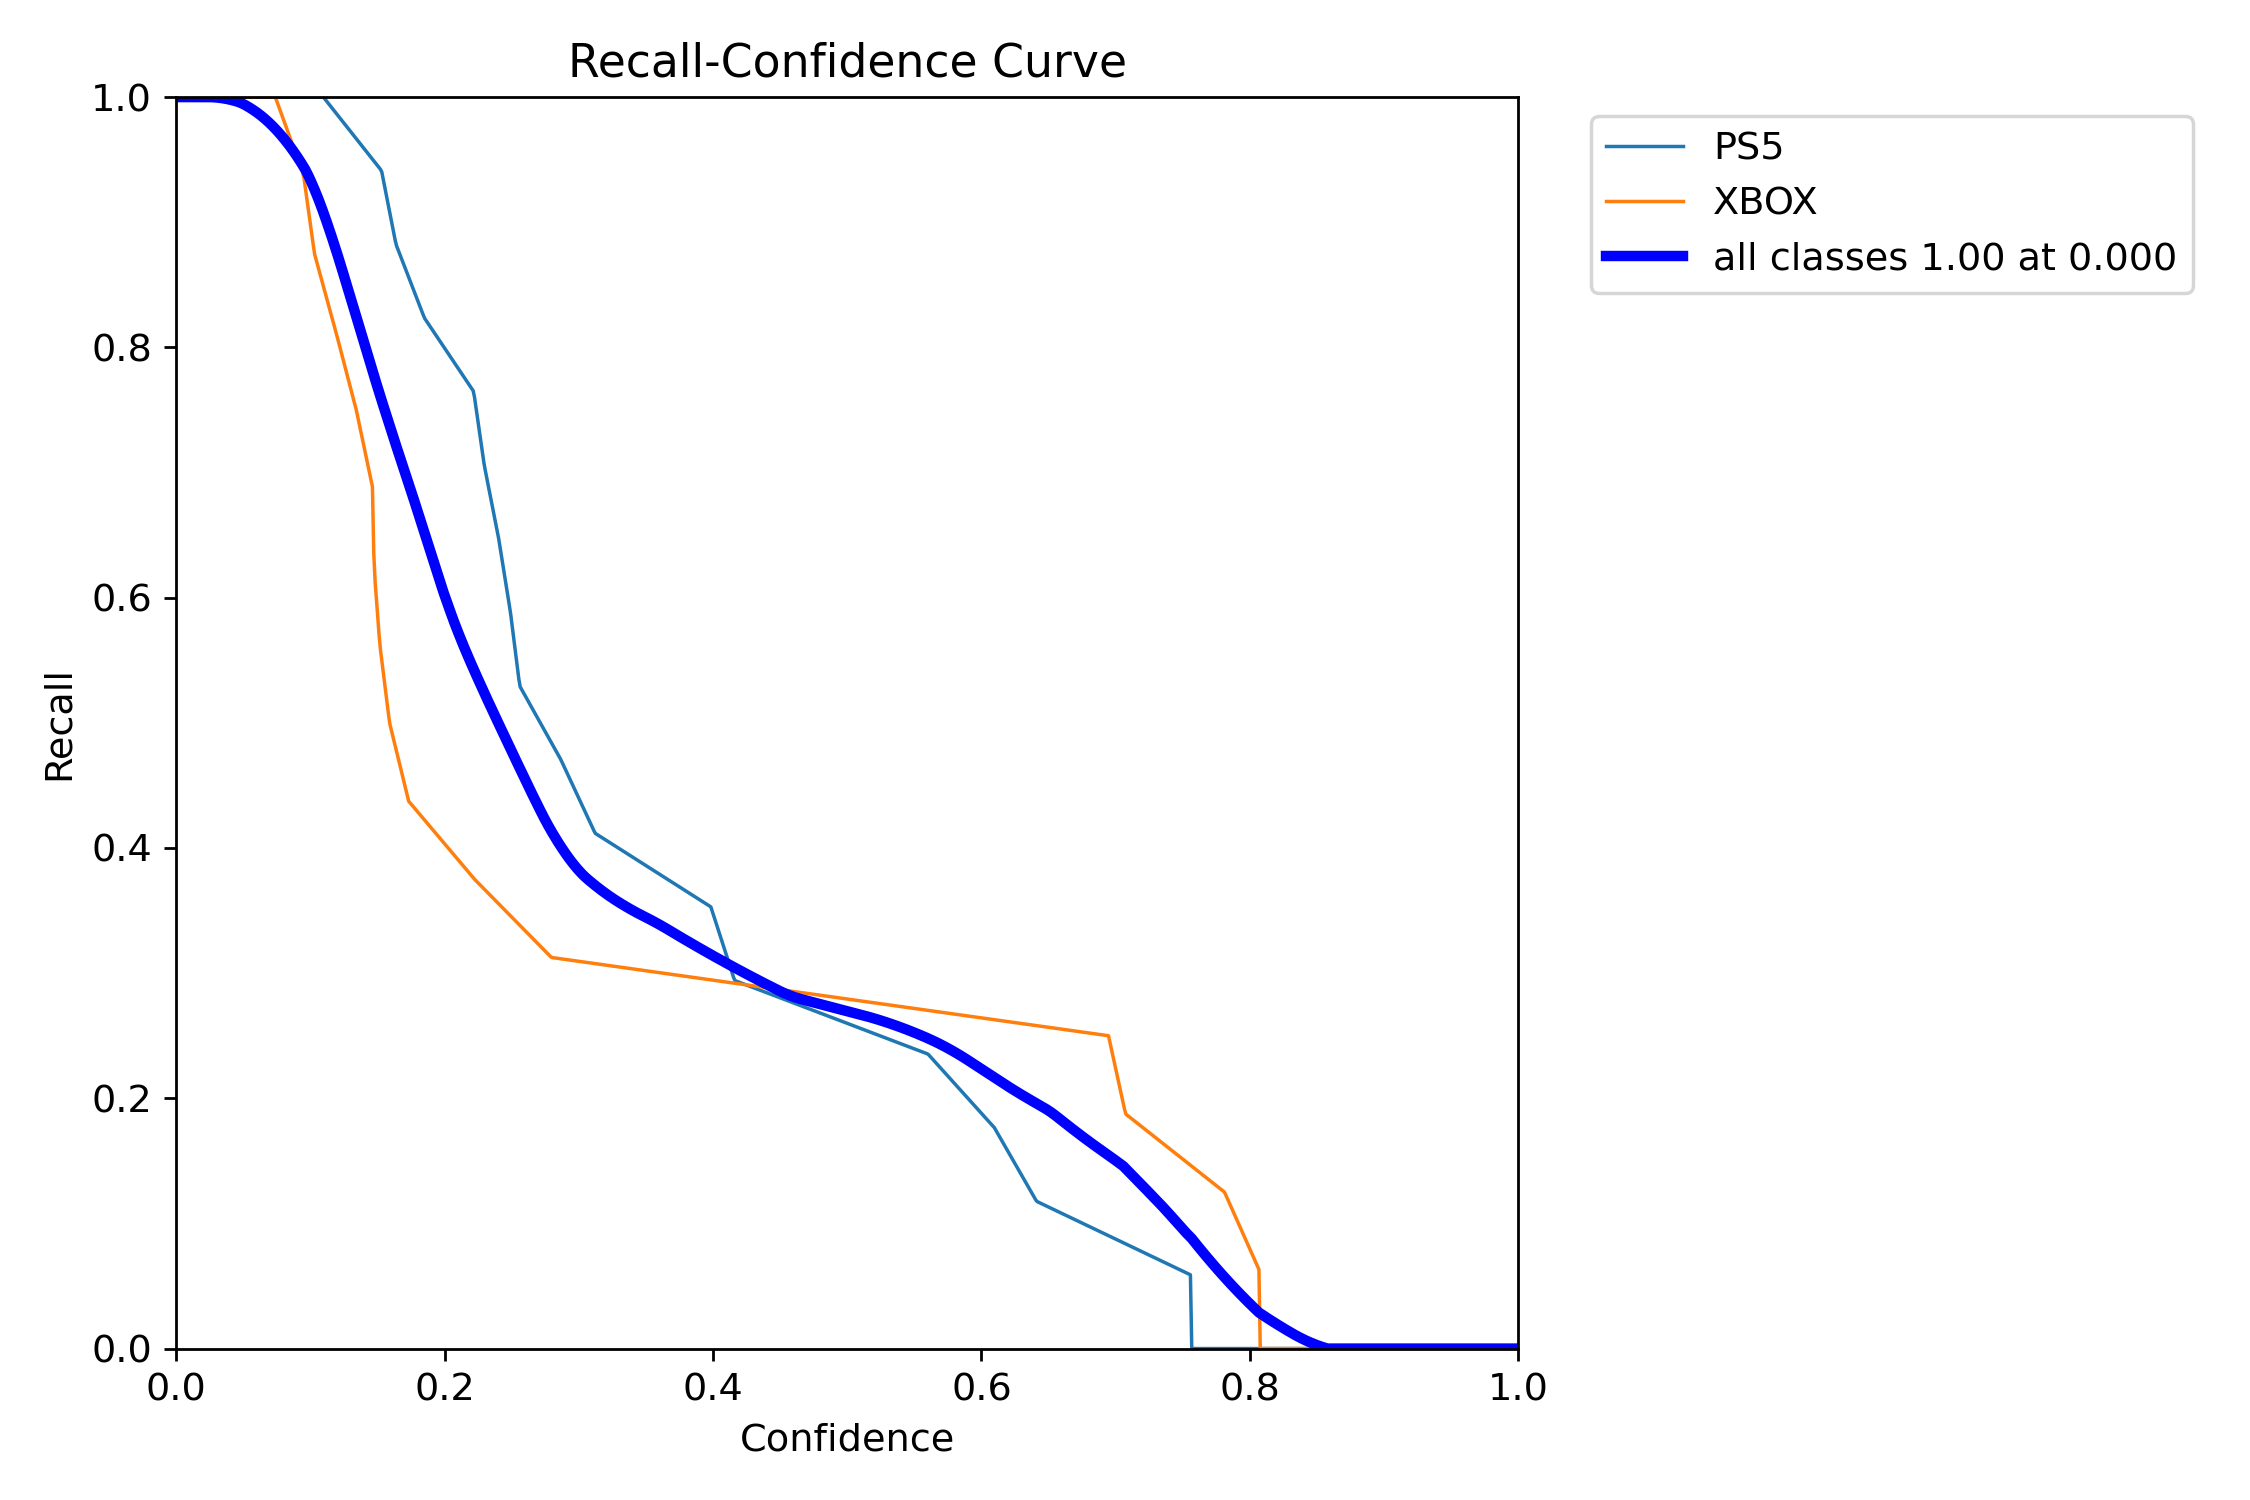 Recall-Confidence Curve
1.0
0.8
0.6
0.4
0.2
0.0
Recall
0.0 0.2 0.4 0.6 0.8 1.0
Confidence
PS5
XBOX
all classes 1.00 at 0.000